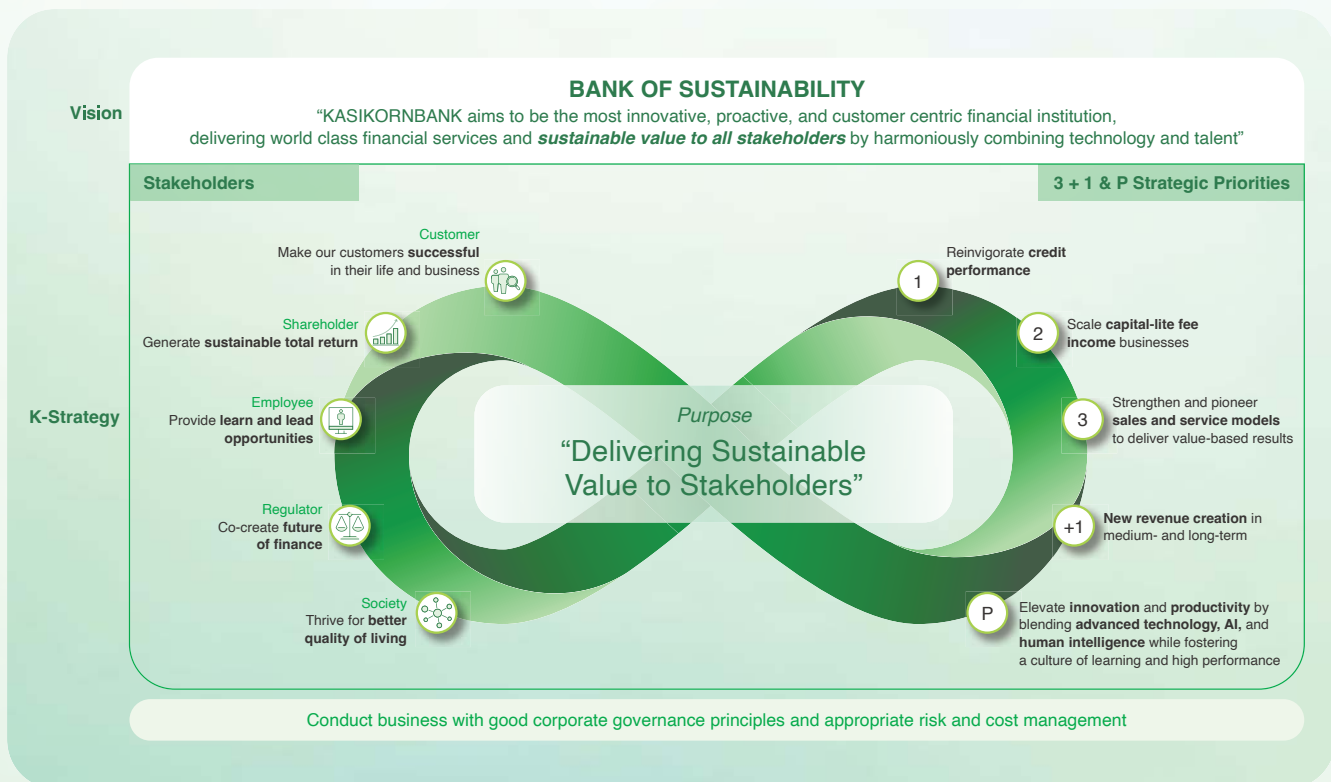 Vision
BANK OF SUSTAINABILITY
“KASIKORNBANK aims to be the most innovative, proactive, and customer centric financial institution,
delivering world class financial services and sustainable value to all stakeholders by harmoniously combining technology and talent”
K-Strategy
Stakeholders
Customer
Make our customers successful
in their life and business
Shareholder
Generate sustainable total return
Employee
Provide learn and lead
opportunities
Regulator
Co-create future
of finance
Society
Thrive for better
quality of living
Purpose
“Delivering Sustainable
Value to Stakeholders”
3 + 1 & P Strategic Priorities
1
Reinvigorate credit
performance
2
Scale capital-lite fee
income businesses
3
Strengthen and pioneer
sales and service models
to deliver value-based results
+1
New revenue creation in
medium- and long-term
P
Elevate innovation and productivity by
blending advanced technology, AI, and
human intelligence while fostering
a culture of learning and high performance
Conduct business with good corporate governance principles and appropriate risk and cost management